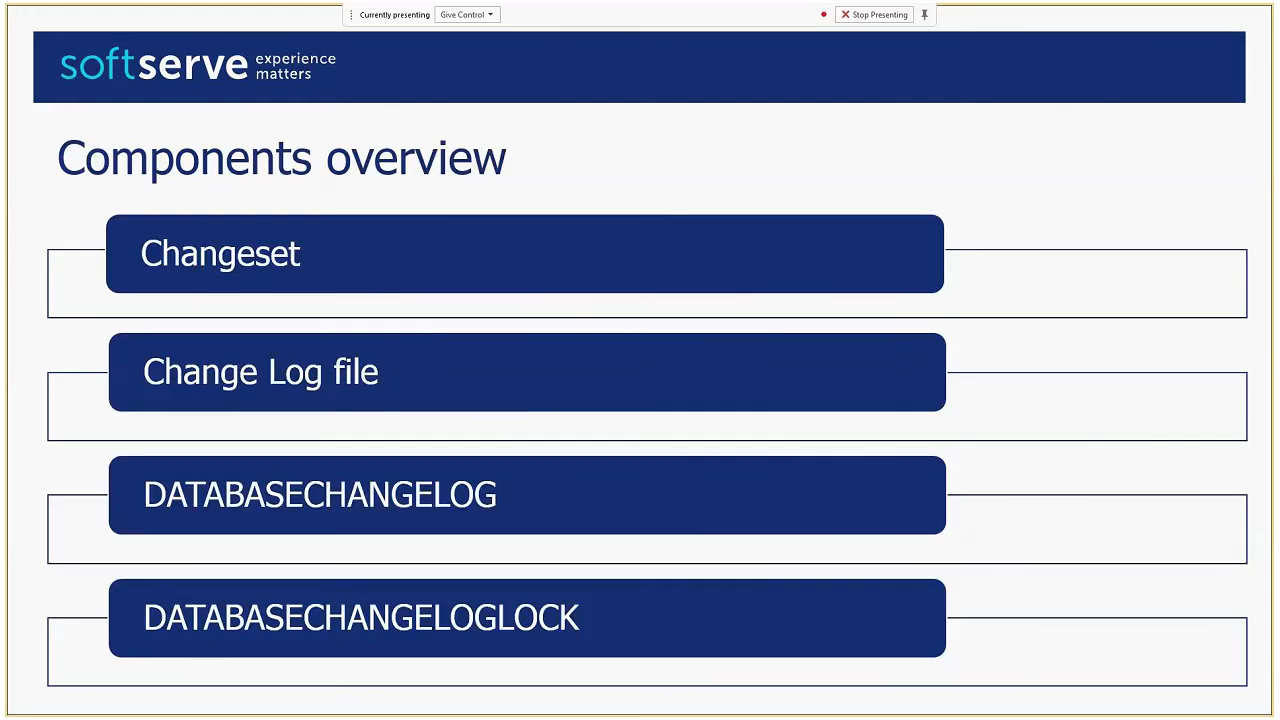 Currently presenting Give Control Stop Presenting
softserve experience matters
Components overview
Changeset
Change Log file
DATABASECHANGELOG
DATABASECHANGELOGLOCK